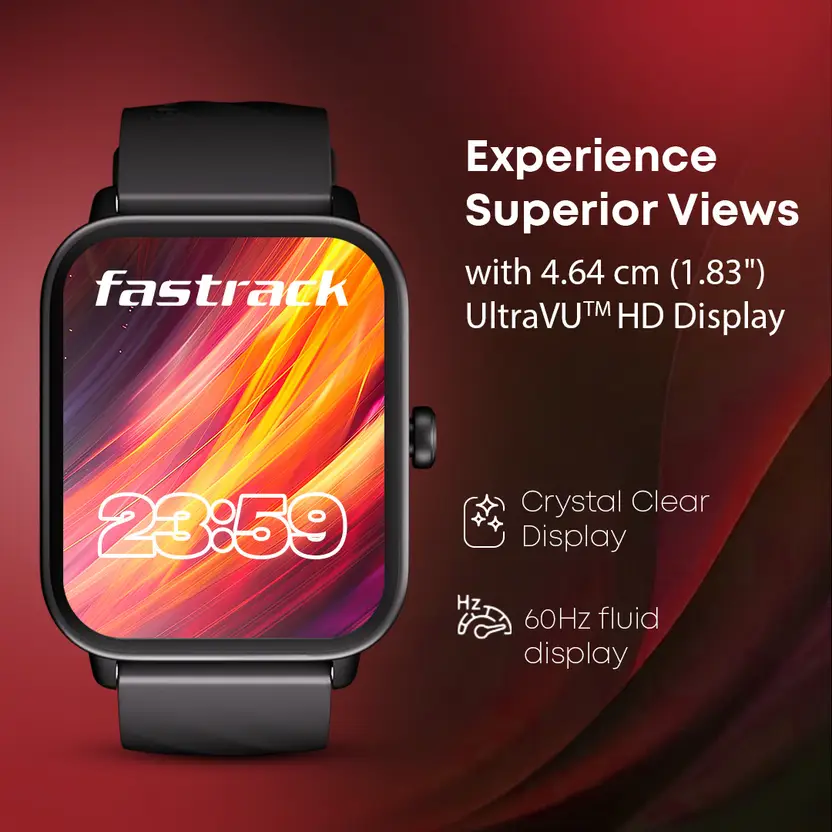 fastrack
23:59
Experience
Superior Views
with 4.64 cm (1.83")
UltraVU™ HD Display
Crystal Clear
Display
Hz
60Hz fluid
display